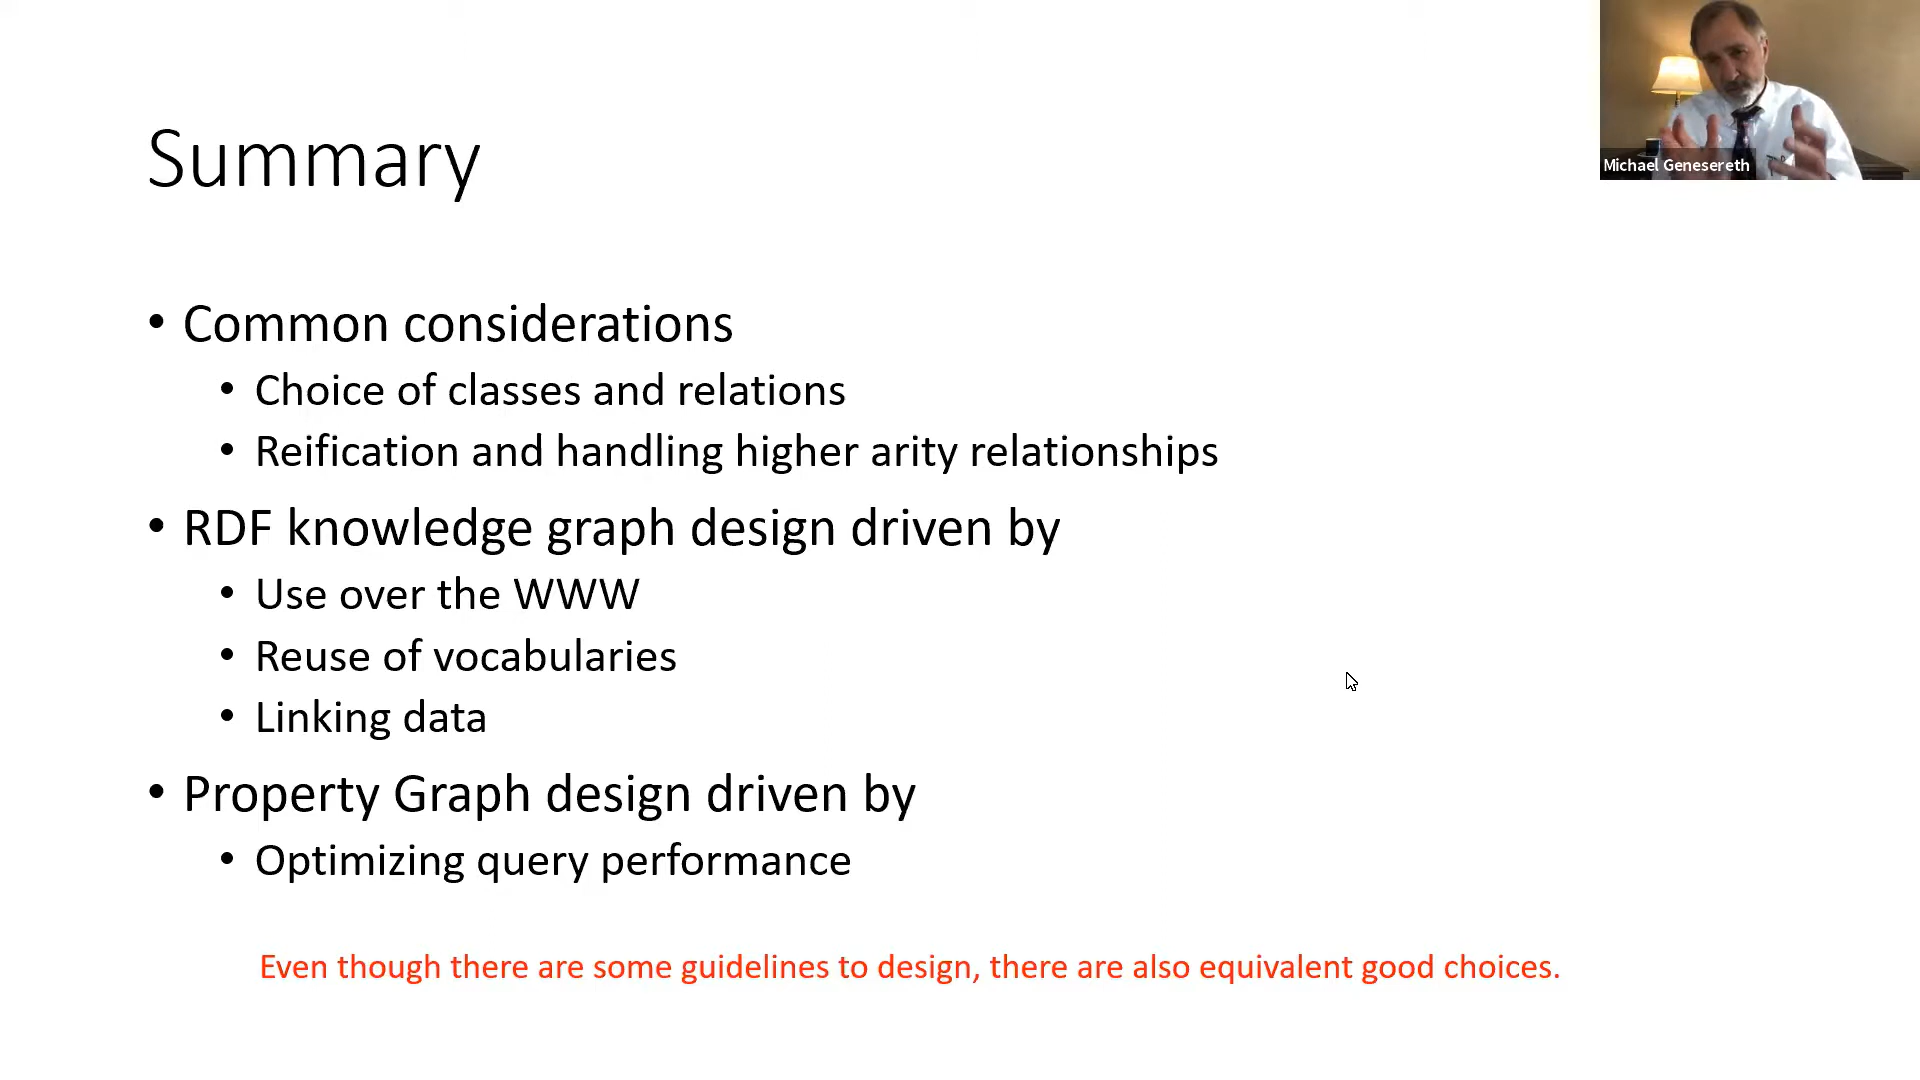 Michael Genesereth
Summary
• Common considerations
• Choice of classes and relations
• Reification and handling higher arity relationships
• RDF knowledge graph design driven by
• Use over the WWW
• Reuse of vocabularies
• Linking data
• Property Graph design driven by
• Optimizing query performance
Even though there are some guidelines to design, there are also equivalent good choices.